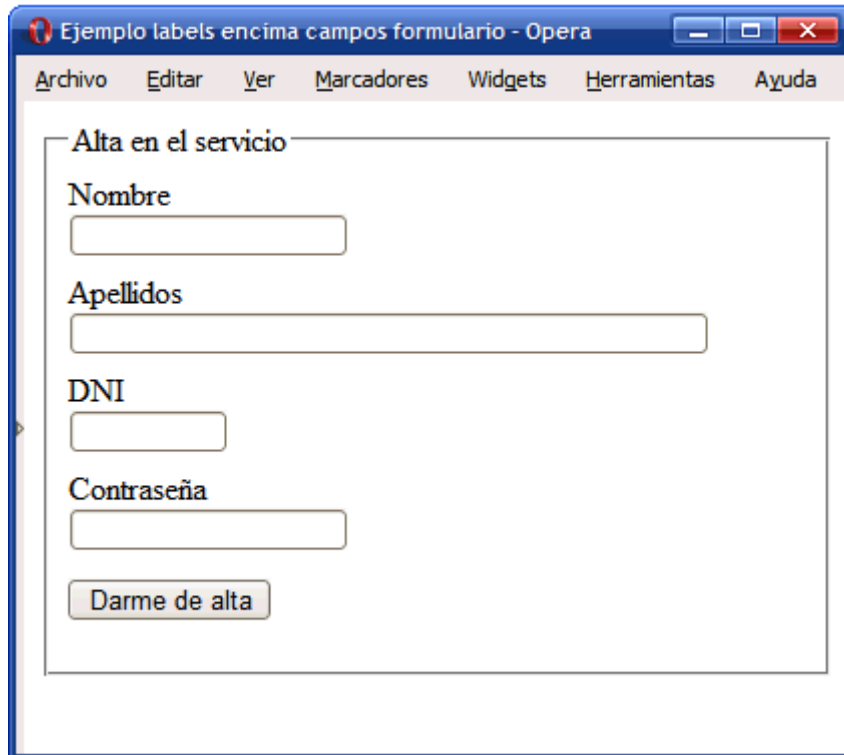 Ejemplo labels encima campos formulario - Opera
Archivo Editar Ver Marcadores Widgets Herramientas Ayuda
Alta en el servicio
Nombre
Apellidos
DNI
Contraseña
Darme de alta